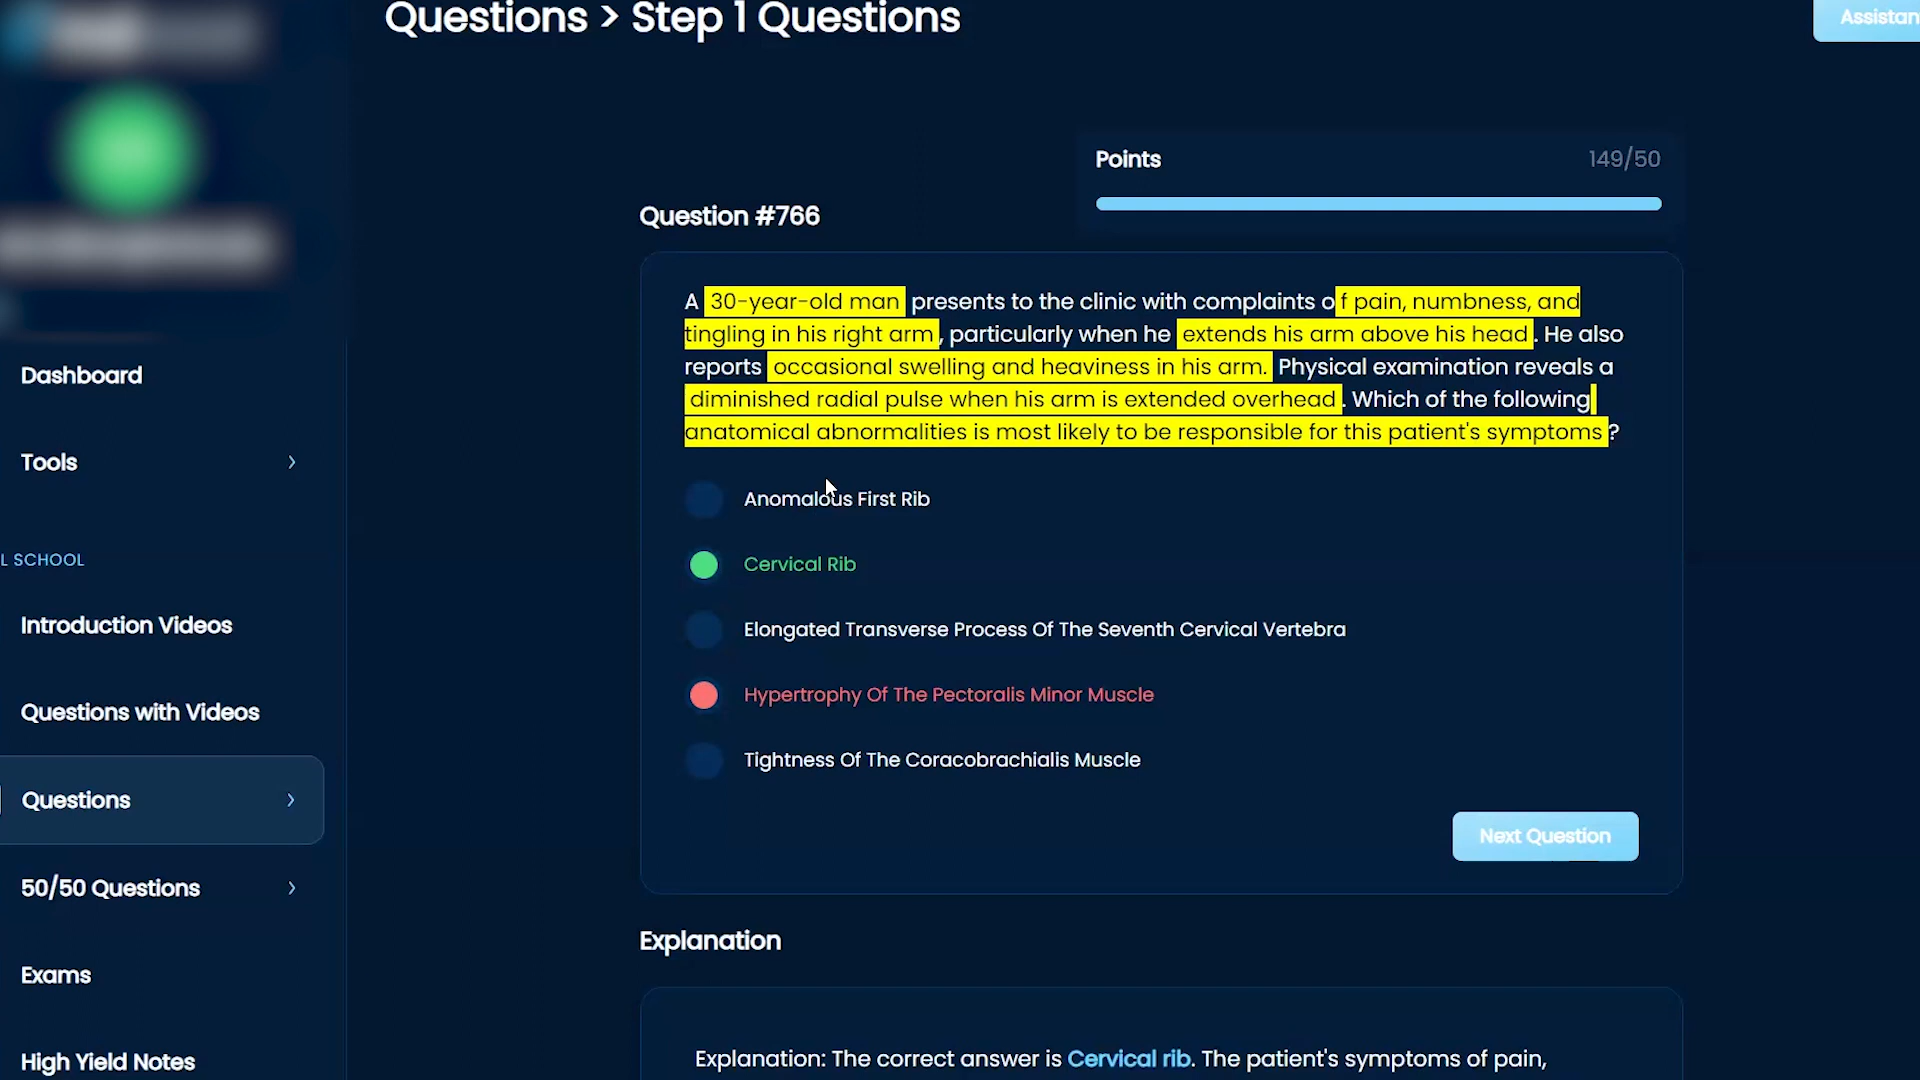 Questions > Step 1 Questions
Assistan
Points 149/50
Question #766
A 30-year-old man presents to the clinic with complaints of pain, numbness, and
tingling in his right arm, particularly when he extends his arm above his head. He also
reports occasional swelling and heaviness in his arm. Physical examination reveals a
diminished radial pulse when his arm is extended overhead. Which of the following
anatomical abnormalities is most likely to be responsible for this patient's symptoms?
Anomalous First Rib
Cervical Rib
Elongated Transverse Process Of The Seventh Cervical Vertebra
Hypertrophy Of The Pectoralis Minor Muscle
Tightness Of The Coracobrachialis Muscle
Next Question
Explanation
Explanation: The correct answer is Cervical rib. The patient's symptoms of pain,
Dashboard
Tools
L SCHOOL
Introduction Videos
Questions with Videos
Questions
50/50 Questions
Exams
High Yield Notes